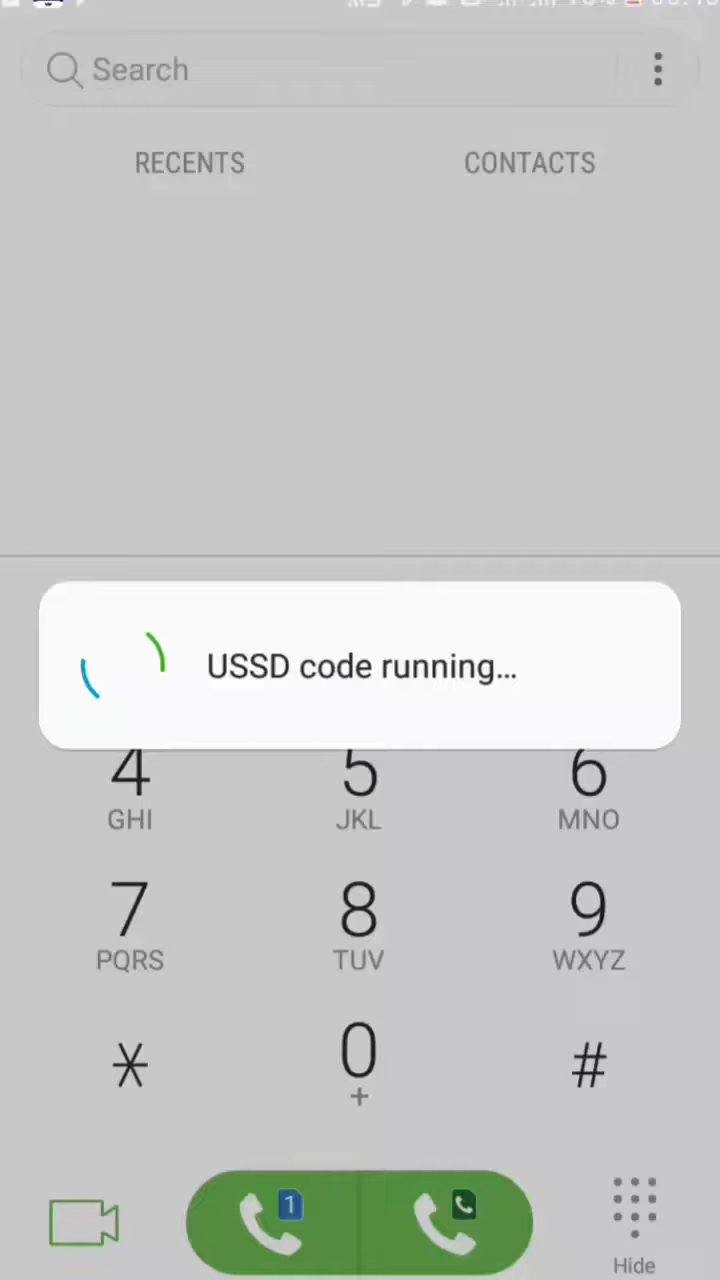 Search
RECENTS
CONTACTS
USSD code running...
4
5
6
GHI
JKL
MNO
7
8
9
PQRS
TUV
WXYZ
*
0
#
+
1
Hide